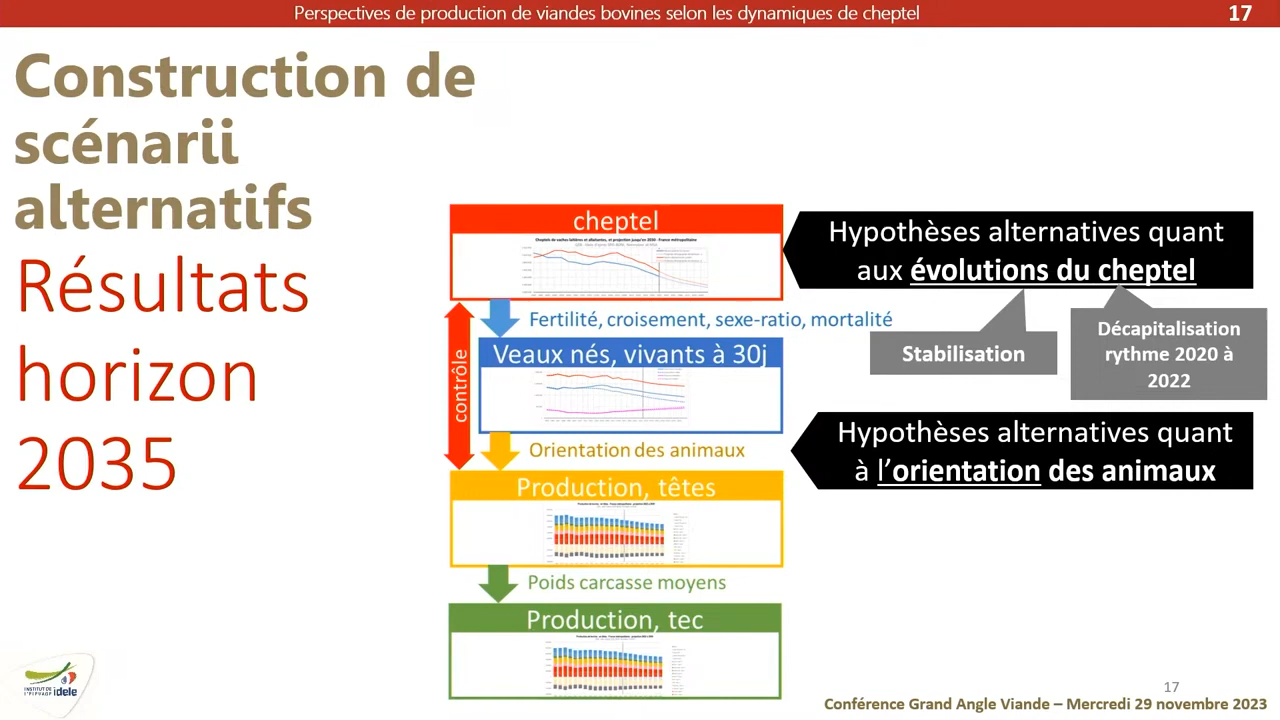 Perspectives de production de viandes bovines selon les dynamiques de cheptel
17
Construction de
scénarii
alternatifs
Résultats
horizon
2035
cheptel
Fertilité, croisement, sexe-ratio, mortalité
Veaux nés, vivants à 30j
contrôle
Orientation des animaux
Production, têtes
Poids carcasse moyens
Production, tec
Hypothèses alternatives quant
aux évolutions du cheptel
Stabilisation
Décapitalisation
rythme 2020 à
2022
Hypothèses alternatives quant
à l'orientation des animaux
INSTITUT DE
L'ELEVAGE idele
17
Conférence Grand Angle Viande – Mercredi 29 novembre 2023